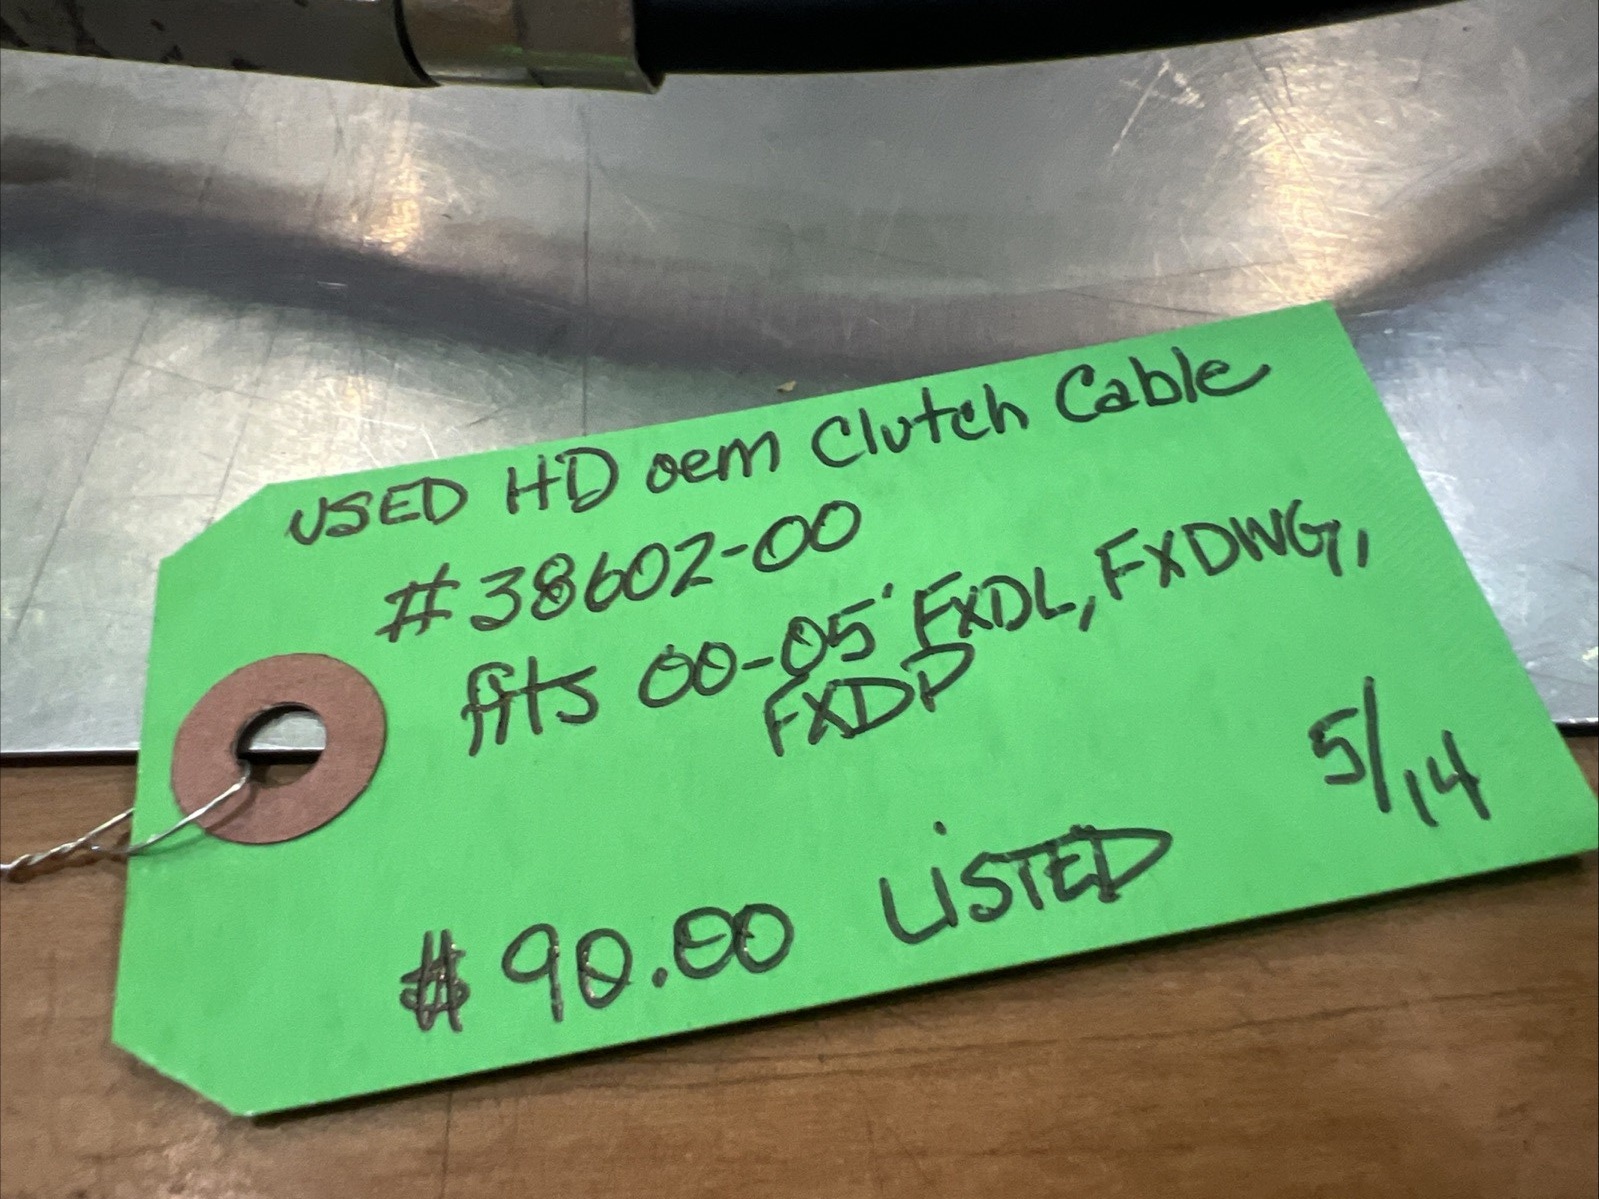 USED HD oem Clutch Cable
#38602-00
fits 00-05' FXDL, FXDWG,
FXDP
5/14
$90.00 LiSTED